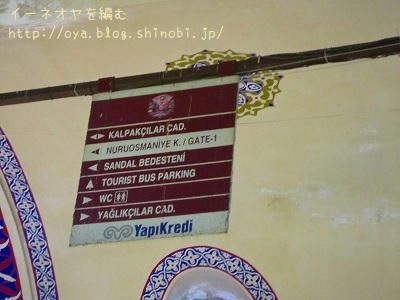 イーネオヤを編む
http://oya.blog.shinobi.jp/
KALPAKÇILAR CAD.
NURUOSMANİYE K. / GATE-1
SANDAL BEDESTENİ
TOURIST BUS PARKING
WC
YAĞLIKÇILAR CAD.
YapıKredi